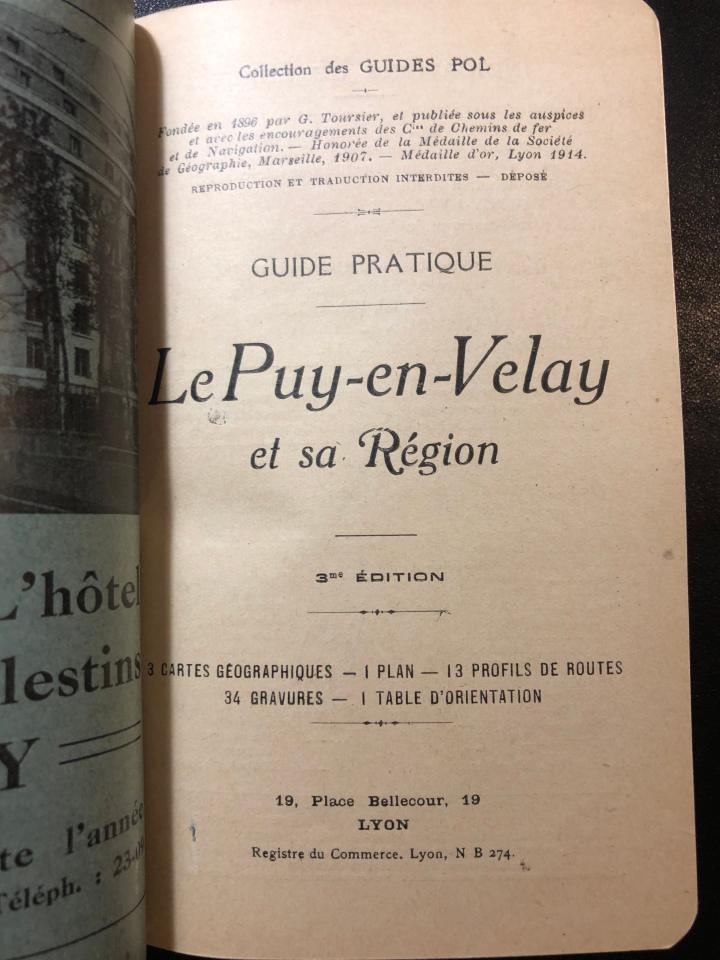 L'hôtel
lestins
Y
te l'année
Téléph. : 23-
Collection des GUIDES POL
Fondée en 1896 par G. Toursier, et publiée sous les auspices
et avec les encouragements des Cies de Chemins de fer
et de Navigation. — Honorée de la Médaille de la Société
de Géographie, Marseille, 1907. — Médaille d'or, Lyon 1914.
REPRODUCTION ET TRADUCTION INTERDITES — DÉPOSÉ
GUIDE PRATIQUE
Le Puy-en-Velay
et sa Région
3me ÉDITION
3 CARTES GÉOGRAPHIQUES — 1 PLAN — 13 PROFILS DE ROUTES
34 GRAVURES — 1 TABLE D'ORIENTATION
19, Place Bellecour, 19
LYON
Registre du Commerce. Lyon, N B 274.